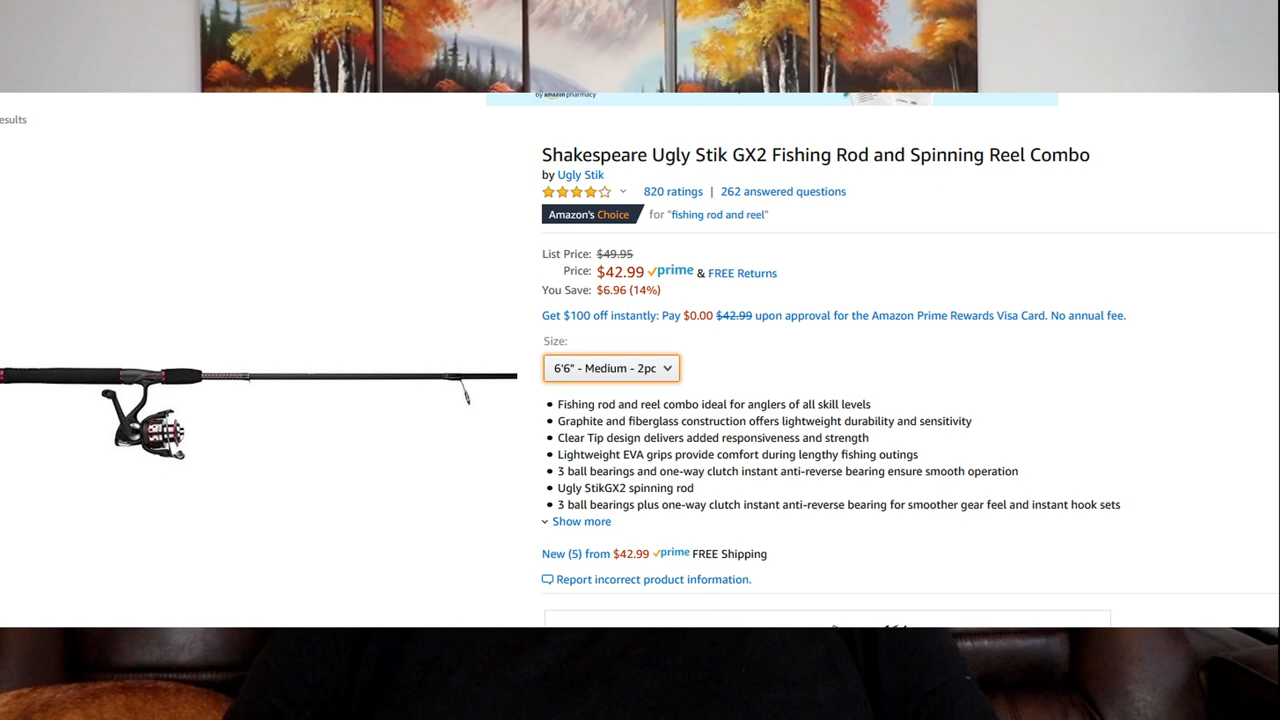 by amazon pharmacy
esults
Shakespeare Ugly Stik GX2 Fishing Rod and Spinning Reel Combo
by Ugly Stik
820 ratings | 262 answered questions
Amazon's Choice for "fishing rod and reel"
List Price: $49.95
Price: $42.99 prime & FREE Returns
You Save: $6.96 (14%)
Get $100 off instantly: Pay $0.00 $42.99 upon approval for the Amazon Prime Rewards Visa Card. No annual fee.
Size:
6'6" - Medium - 2pc
• Fishing rod and reel combo ideal for anglers of all skill levels
• Graphite and fiberglass construction offers lightweight durability and sensitivity
• Clear Tip design delivers added responsiveness and strength
• Lightweight EVA grips provide comfort during lengthy fishing outings
• 3 ball bearings and one-way clutch instant anti-reverse bearing ensure smooth operation
• Ugly StikGX2 spinning rod
• 3 ball bearings plus one-way clutch instant anti-reverse bearing for smoother gear feel and instant hook sets
Show more
New (5) from $42.99 prime FREE Shipping
Report incorrect product information.